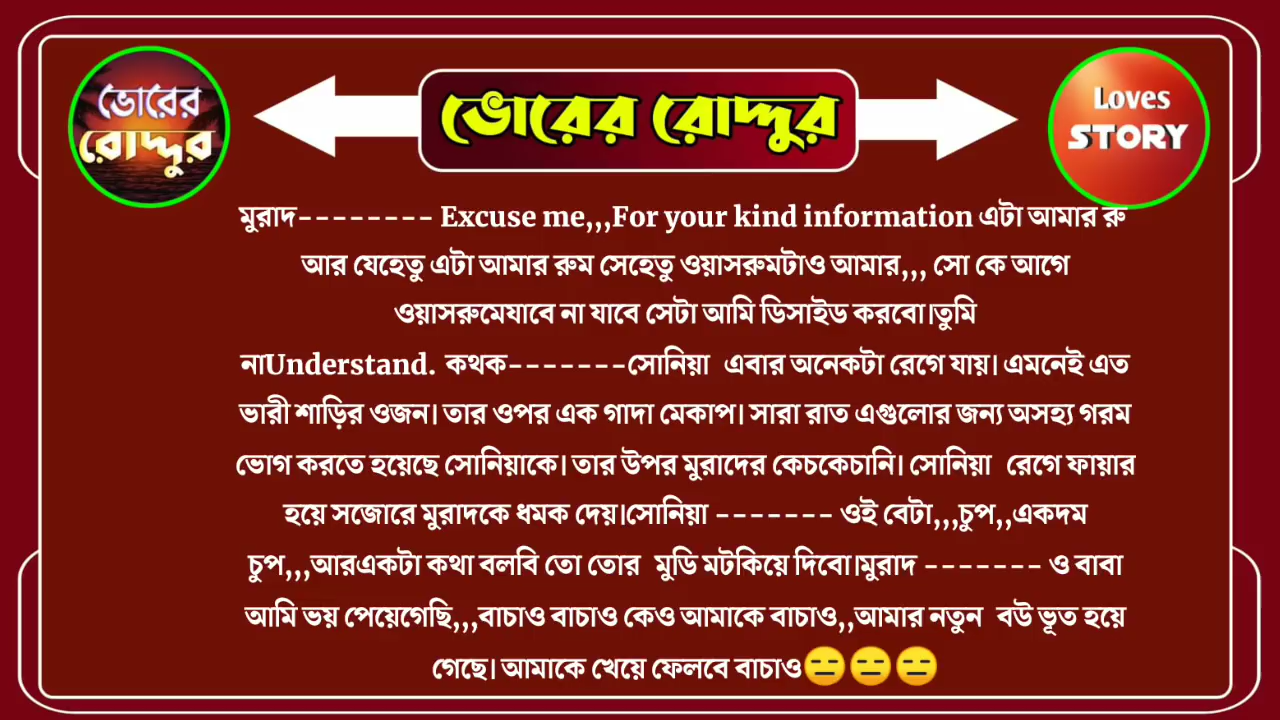 ভোরের
রোদ্দুর
ভোরের রোদ্দুর
Loves
STORY
মুরাদ-------- Excuse me,,,For your kind information এটা আমার রু
আর যেহেতু এটা আমার রুম সেহেতু ওয়াসরুমটাও আমার,,, সো কে আগে
ওয়াসরুমেযাবে না যাবে সেটা আমি ডিসাইড করবো।তুমি
নাUnderstand. কথক-------সোনিয়া এবার অনেকটা রেগে যায়। এমনেই এত
ভারী শাড়ির ওজন। তার ওপর এক গাদা মেকাপ। সারা রাত এগুলোর জন্য অসহ্য গরম
ভোগ করতে হয়েছে সোনিয়াকে। তার উপর মুরাদের কেচকেচানি। সোনিয়া রেগে ফায়ার
হয়ে সজোরে মুরাদকে ধমক দেয়।সোনিয়া ------- ওই বেটা,,,চুপ,,একদম
চুপ,,,আরএকটা কথা বলবি তো তোর মুডি মটকিয়ে দিবো।মুরাদ ------- ও বাবা
আমি ভয় পেয়েগেছি,,,বাচাও বাচাও কেও আমাকে বাচাও,,আমার নতুন বউ ভূত হয়ে
গেছে। আমাকে খেয়ে ফেলবে বাচাও😑😑😑